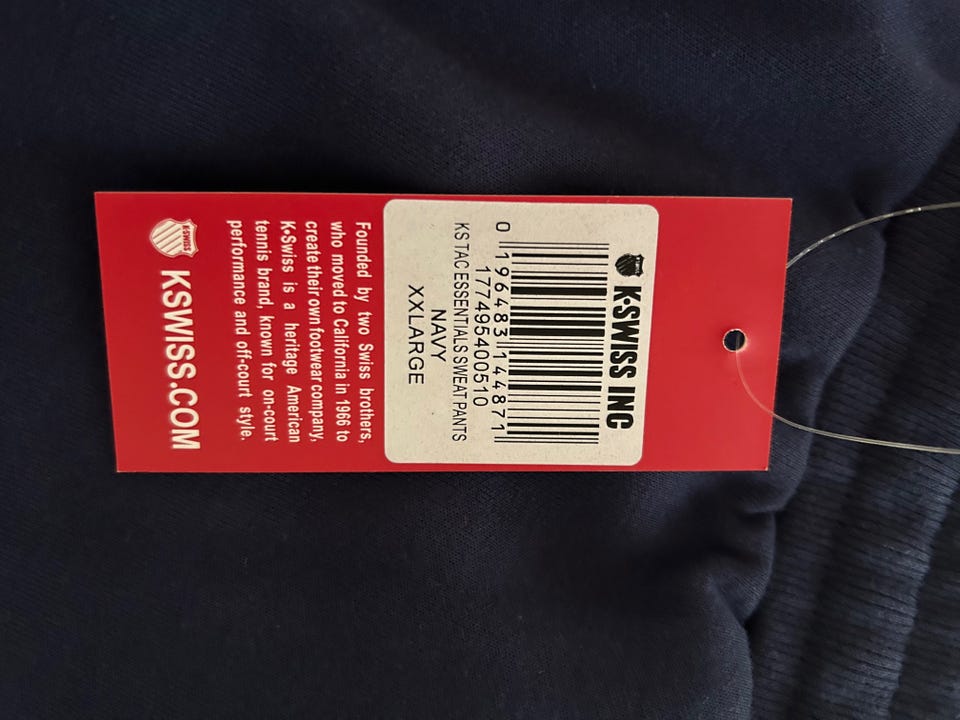 K•SWISS INC
0 196483 144871
177495400510
KS TAC ESSENTIALS SWEATPANTS
NAVY
XXLARGE
Founded by two Swiss brothers,
who moved to California in 1966 to
create their own footwear company,
K•Swiss is a heritage American
tennis brand, known for on-court
performance and off-court style.
K•SWISS
KSWISS.COM